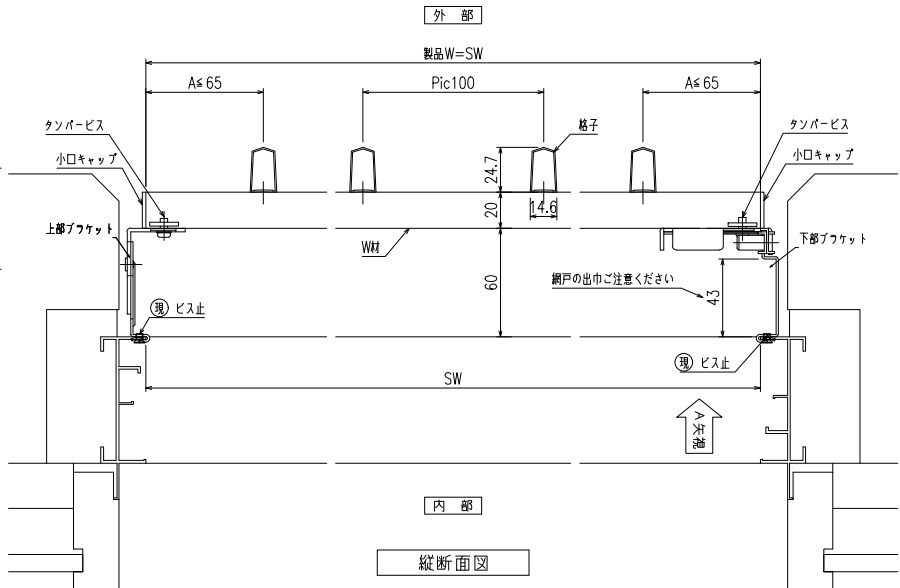 外 部
製品W=SW
A≦65
Pic100
A≦65
タンバービス
小口キャップ
格子
タンバービス
小口キャップ
24.7
20
14.6
上部ブラケット
W材
下部ブラケット
60
網戸の出巾ご注意ください
43
現 ビス止
現 ビス止
SW
A矢視
内 部
縦断面図